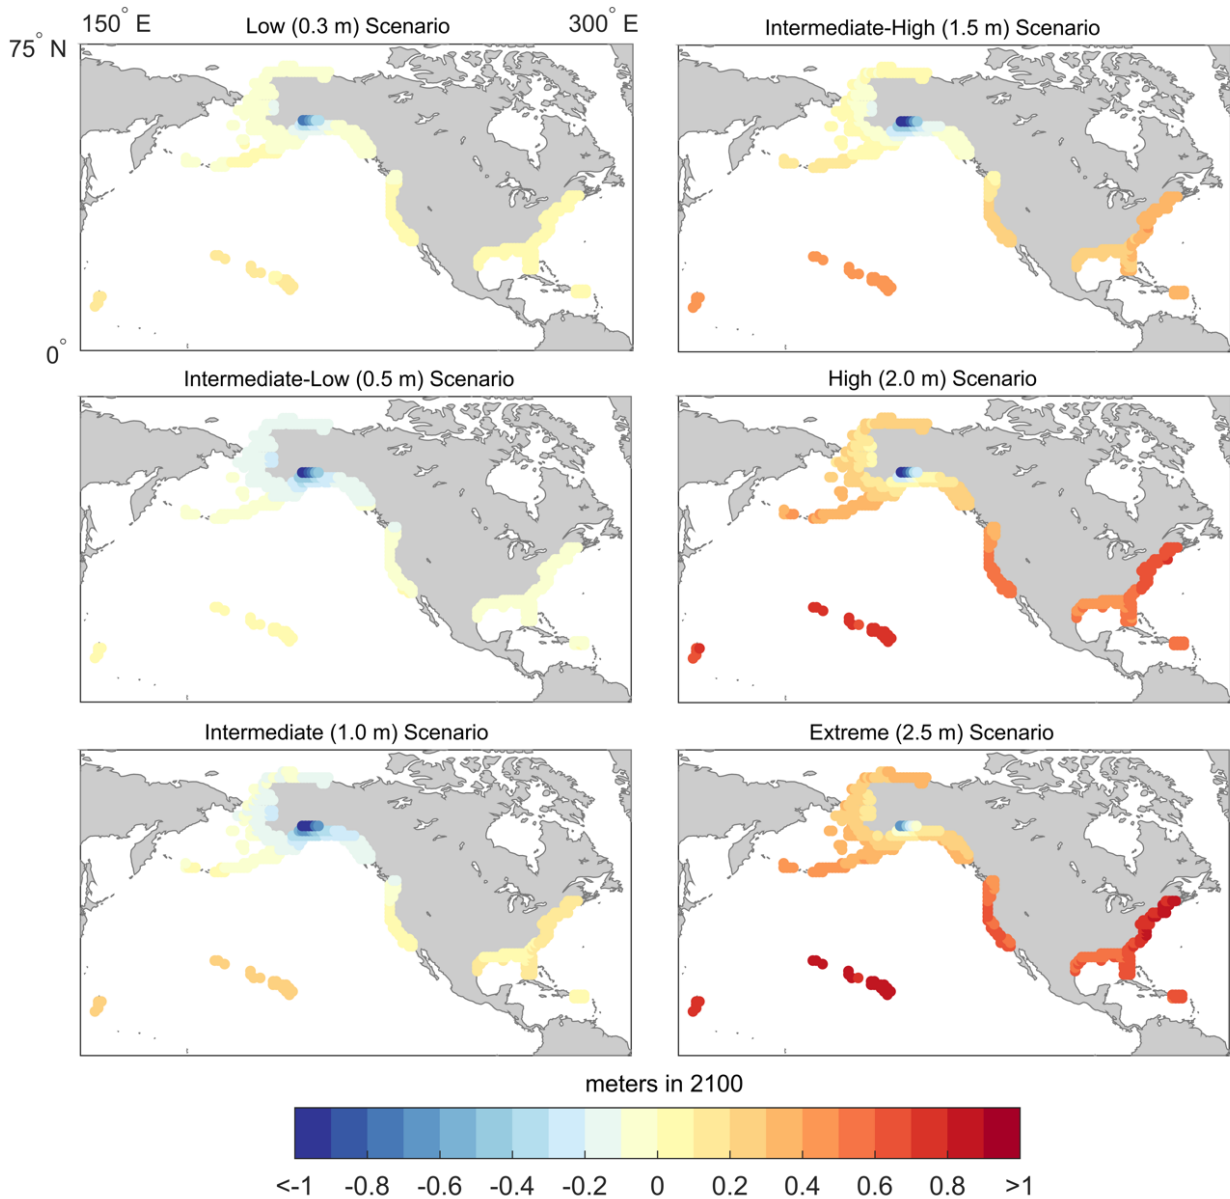 150° E
300° E
Low (0.3 m) Scenario
75° N
0°
Intermediate-High (1.5 m) Scenario
Intermediate-Low (0.5 m) Scenario
High (2.0 m) Scenario
Intermediate (1.0 m) Scenario
Extreme (2.5 m) Scenario
meters in 2100
<-1 -0.8 -0.6 -0.4 -0.2 0 0.2 0.4 0.6 0.8 >1